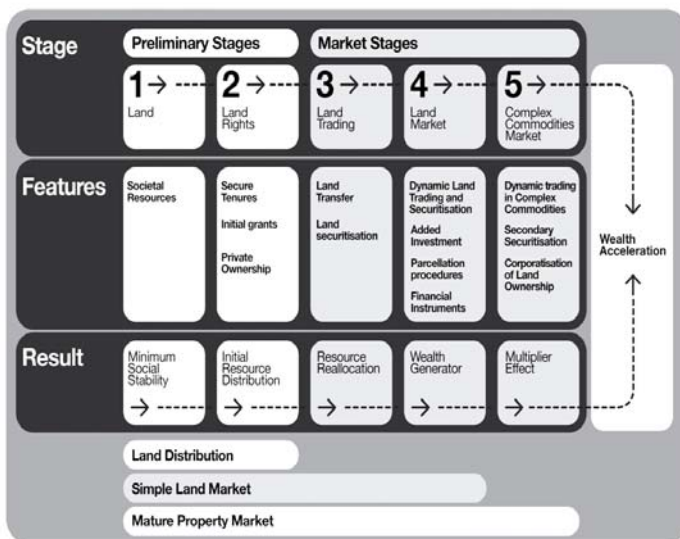 Stage
Preliminary Stages
Market Stages
1
Land
2
Land
Rights
3
Land
Trading
4
Land
Market
5
Complex
Commodities
Market
Features
Societal
Resources
Secure
Tenures
Initial grants
Private
Ownership
Land
Transfer
Land
securitisation
Dynamic Land
Trading and
Securitisation
Added
Investment
Parcellation
procedures
Financial
Instruments
Dynamic trading
in Complex
Commodities
Secondary
Securitisation
Corporatisation
of Land
Ownership
Wealth
Acceleration
Result
Minimum
Social
Stability
Initial
Resource
Distribution
Resource
Reallocation
Wealth
Generator
Multiplier
Effect
Land Distribution
Simple Land Market
Mature Property Market